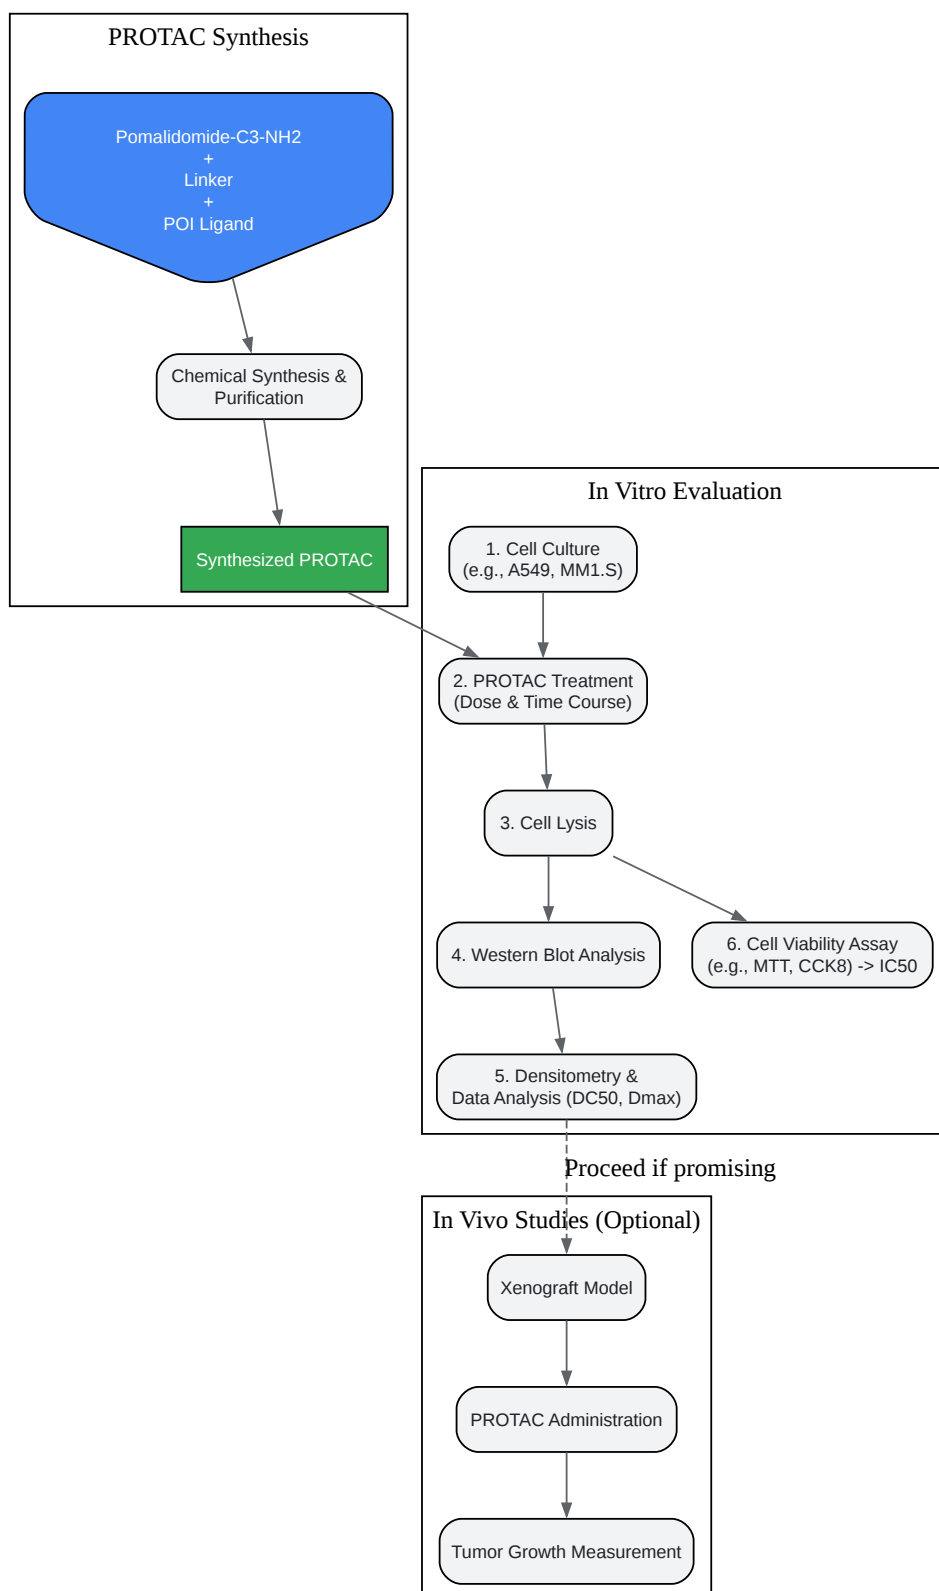 PROTAC Synthesis
Pomalidomide-C3-NH2
+
Linker
+
POI Ligand
Chemical Synthesis &
Purification
Synthesized PROTAC
In Vitro Evaluation
1. Cell Culture
(e.g., A549, MM1.S)
2. PROTAC Treatment
(Dose & Time Course)
3. Cell Lysis
4. Western Blot Analysis
6. Cell Viability Assay
(e.g., MTT, CCK8) -> IC50
5. Densitometry &
Data Analysis (DC50, Dmax)
Proceed if promising
In Vivo Studies (Optional)
Xenograft Model
PROTAC Administration
Tumor Growth Measurement